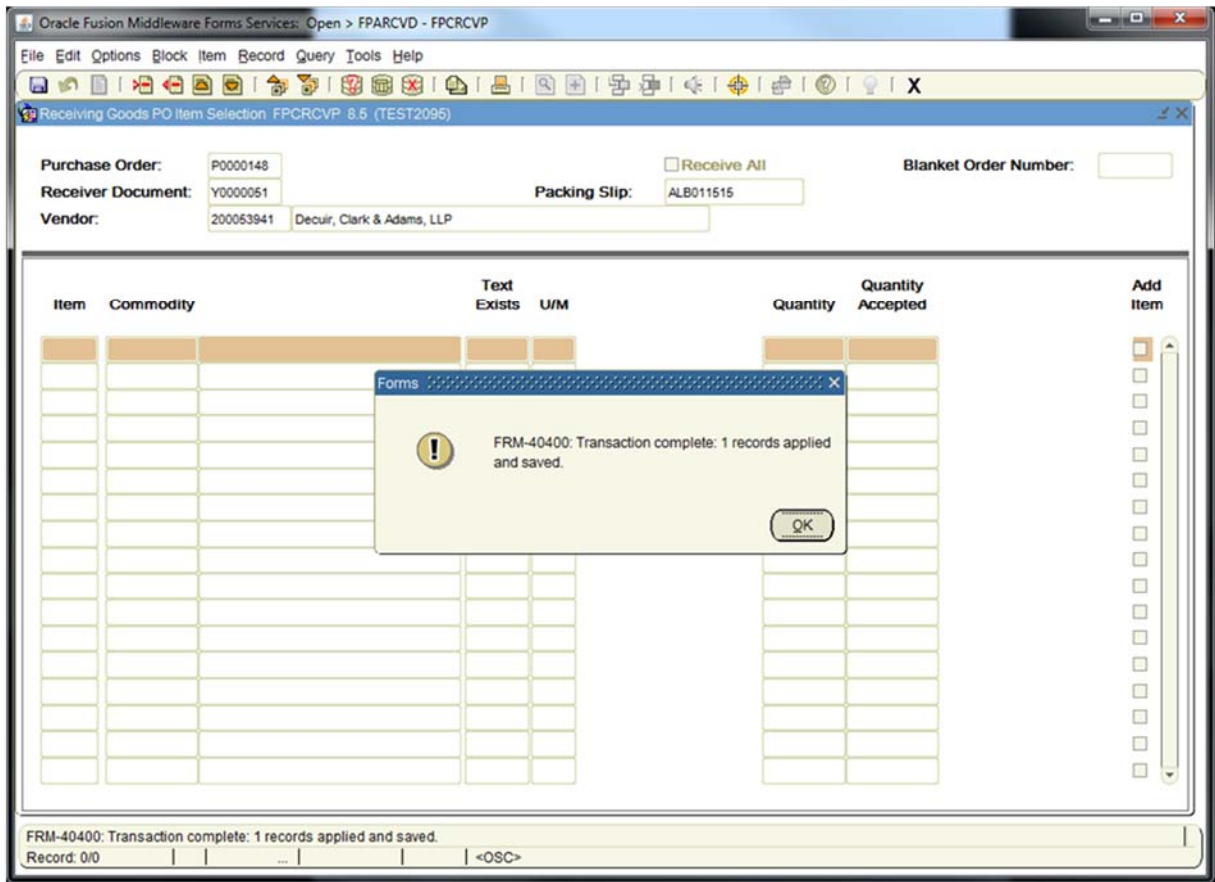 Oracle Fusion Middleware Forms Services: Open > FPARCVD - FPCRCVP
File Edit Options Block Item Record Query Tools Help
Receiving Goods PO Item Selection FPCRCVP 8.5 (TEST2095)
Purchase Order: P0000148 Receive All Blanket Order Number:
Receiver Document: Y0000051 Packing Slip: ALB011515
Vendor: 200053941 Decuir, Clark & Adams, LLP
Text Quantity Add
Item Commodity Exists U/M Quantity Accepted Item
Forms
FRM-40400: Transaction complete: 1 records applied
and saved.
OK
FRM-40400: Transaction complete: 1 records applied and saved.
Record: 0/0 ... <OSC>